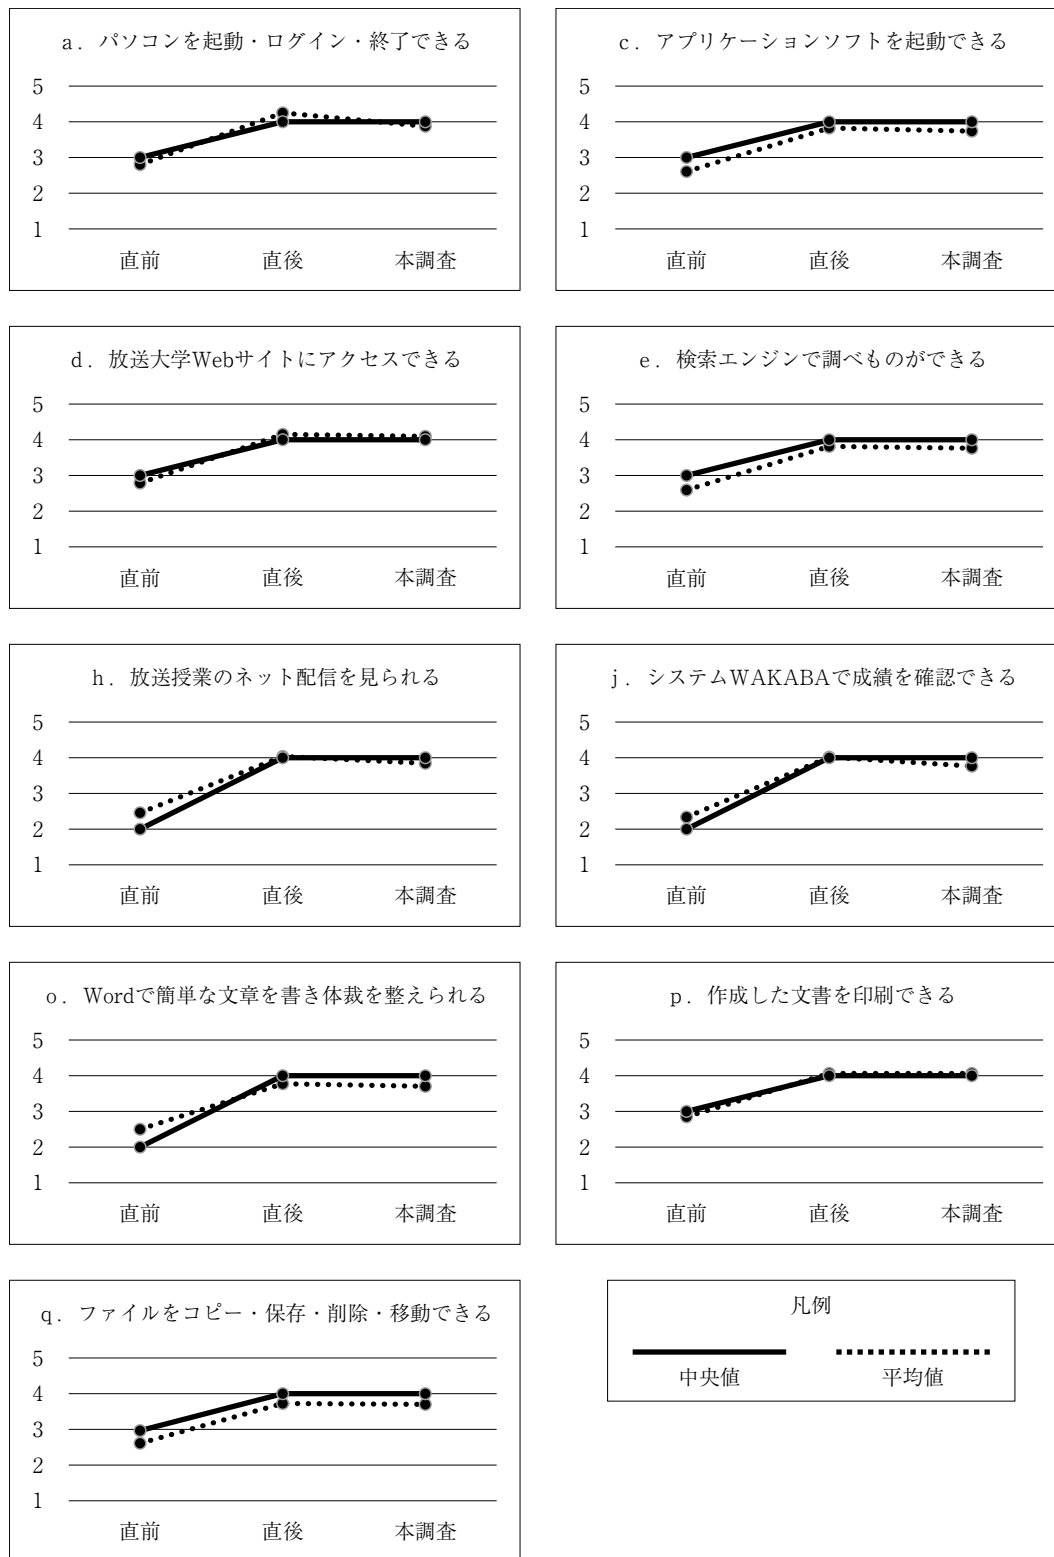 a．パソコンを起動・ログイン・終了できる
5
4
3
2
1
直前 直後 本調査
c．アプリケーションソフトを起動できる
5
4
3
2
1
直前 直後 本調査
d．放送大学Webサイトにアクセスできる
5
4
3
2
1
直前 直後 本調査
e．検索エンジンで調べものができる
5
4
3
2
1
直前 直後 本調査
h．放送授業のネット配信を見られる
5
4
3
2
1
直前 直後 本調査
j．システムWAKABAで成績を確認できる
5
4
3
2
1
直前 直後 本調査
o．Wordで簡単な文章を書き体裁を整えられる
5
4
3
2
1
直前 直後 本調査
p．作成した文書を印刷できる
5
4
3
2
1
直前 直後 本調査
q．ファイルをコピー・保存・削除・移動できる
5
4
3
2
1
直前 直後 本調査
凡例
中央値 平均値